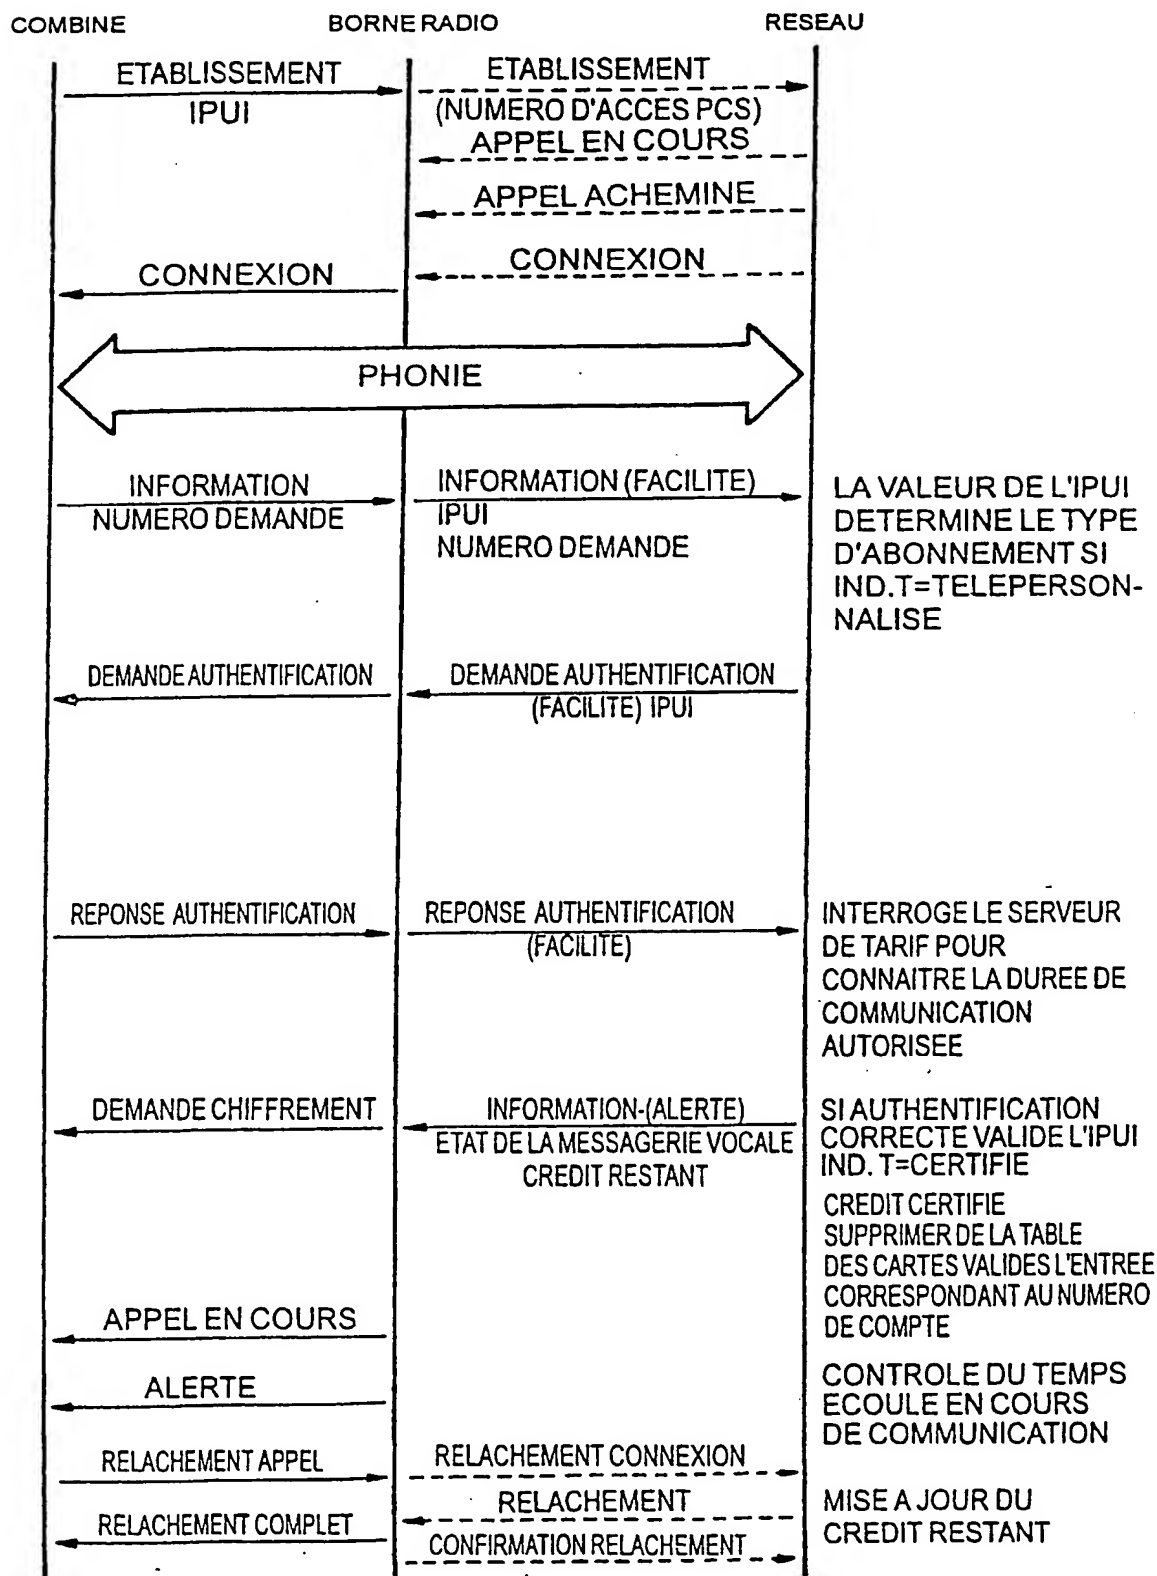 COMBINE BORNE RADIO RESEAU
ETABLISSEMENT ETABLISSEMENT
IPUI (NUMERO D'ACCES PCS)
APPEL EN COURS
APPEL ACHEMINE
CONNEXION CONNEXION
PHONIE
INFORMATION INFORMATION (FACILITE) LA VALEUR DE L'IPUI
NUMERO DEMANDE IPUI DETERMINE LE TYPE
NUMERO DEMANDE D'ABONNEMENT SI
IND.T=TELEPERSON-
NALISE
DEMANDE AUTHENTIFICATION DEMANDE AUTHENTIFICATION
(FACILITE) IPUI
REPONSE AUTHENTIFICATION REPONSE AUTHENTIFICATION INTERROGE LE SERVEUR
(FACILITE) DE TARIF POUR
CONNAITRE LA DUREE DE
COMMUNICATION
AUTORISEE
DEMANDE CHIFFREMENT INFORMATION-(ALERTE) SI AUTHENTIFICATION
ETAT DE LA MESSAGERIE VOCALE CORRECTE VALIDE L'IPUI
CREDIT RESTANT IND. T=CERTIFIE
CREDIT CERTIFIE
SUPPRIMER DE LA TABLE
DES CARTES VALIDES L'ENTREE
APPEL EN COURS CORRESPONDANT AU NUMERO
DE COMPTE
ALERTE CONTROLE DU TEMPS
ECOULE EN COURS
DE COMMUNICATION
RELACHEMENT APPEL RELACHEMENT CONNEXION
RELACHEMENT MISE A JOUR DU
RELACHEMENT COMPLET CREDIT RESTANT
CONFIRMATION RELACHEMENT